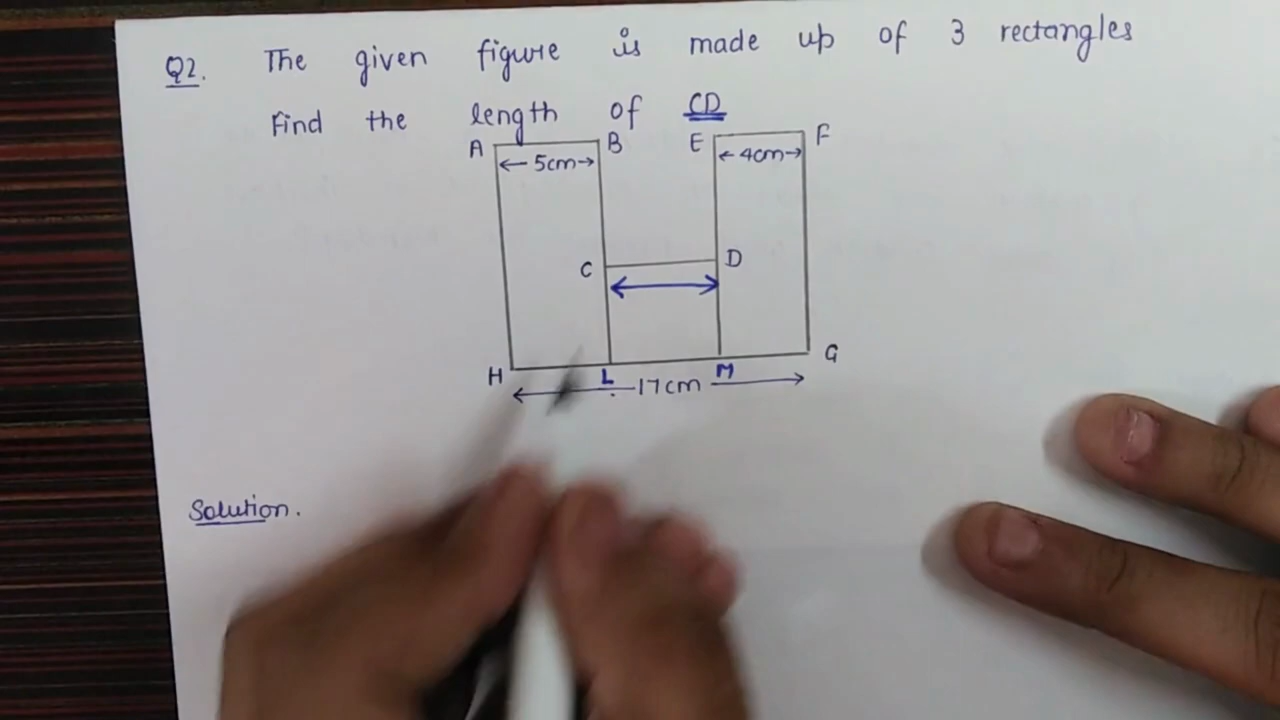 Q2. The given figure is made up of 3 rectangles
Find the length of CD
A B E F
5cm 4cm
C D
H L M G
17cm
Solution.